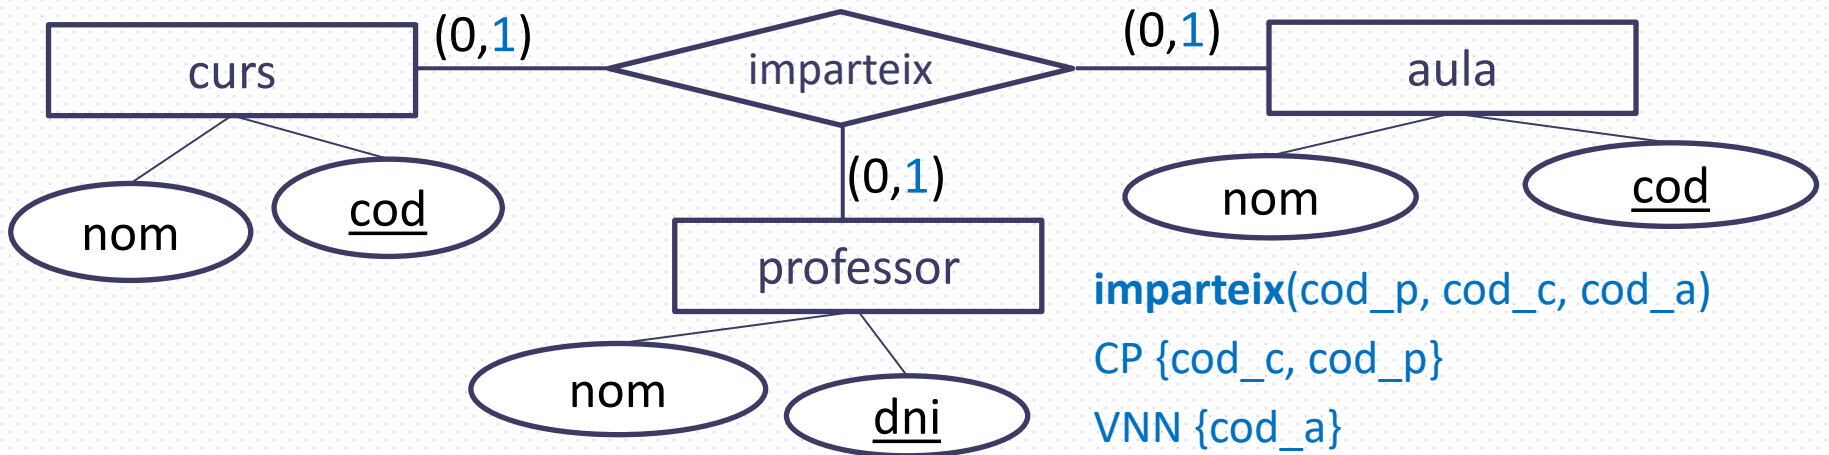 (0,1)
(0,1)
curs
imparteix
aula
(0,1)
nom
cod
nom
cod
professor
nom
dni
imparteix(cod_p, cod_c, cod_a)
CP {cod_c, cod_p}
VNN {cod_a}